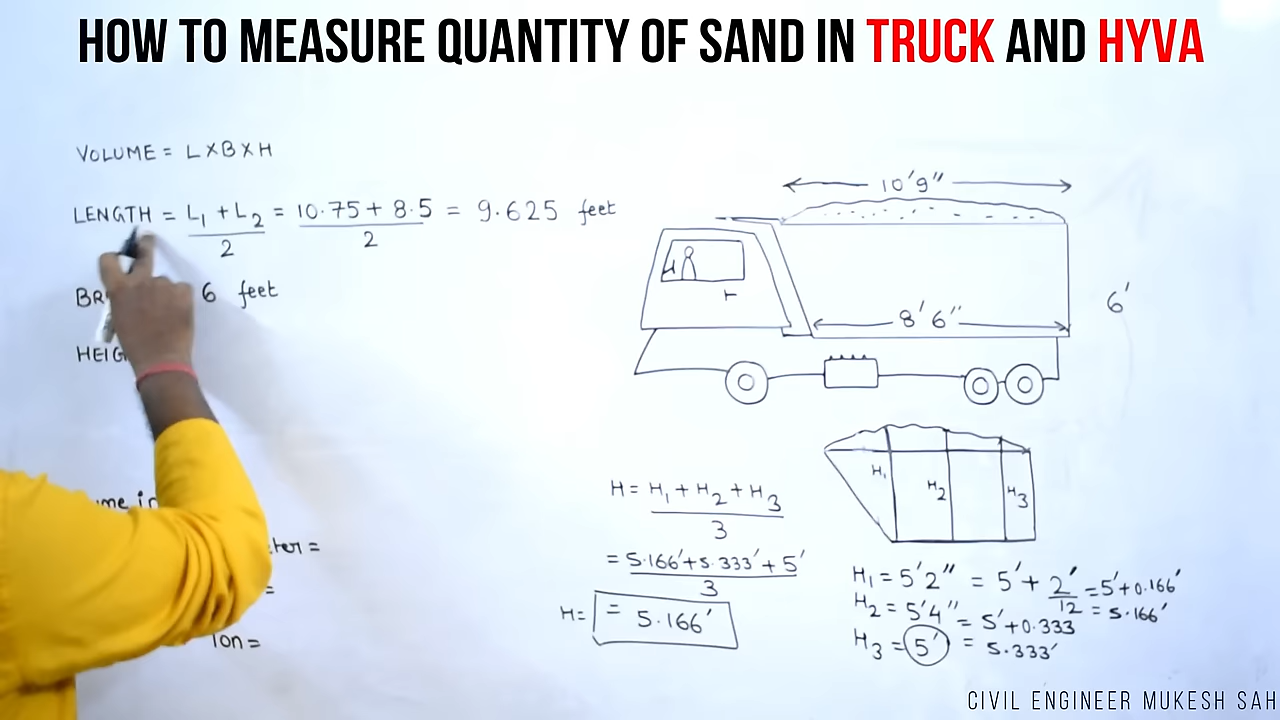 HOW TO MEASURE QUANTITY OF SAND IN TRUCK AND HYVA
VOLUME = L×B×H
LENGTH = L₁ + L₂ / 2 = 10.75 + 8.5 / 2 = 9.625 feet
6 feet
10'9"
8'6"
6'
H₁
H₂
H₃
H = H₁ + H₂ + H₃ / 3
= 5.166' + 5.333' + 5' / 3
H = = 5.166'
H₁ = 5'2" = 5' + 2'/12 = 5' + 0.166'
= 5.166'
H₂ = 5'4" = 5' + 0.333
= 5.333'
H₃ = 5'
=
Ton =
CIVIL ENGINEER MUKESH SAH